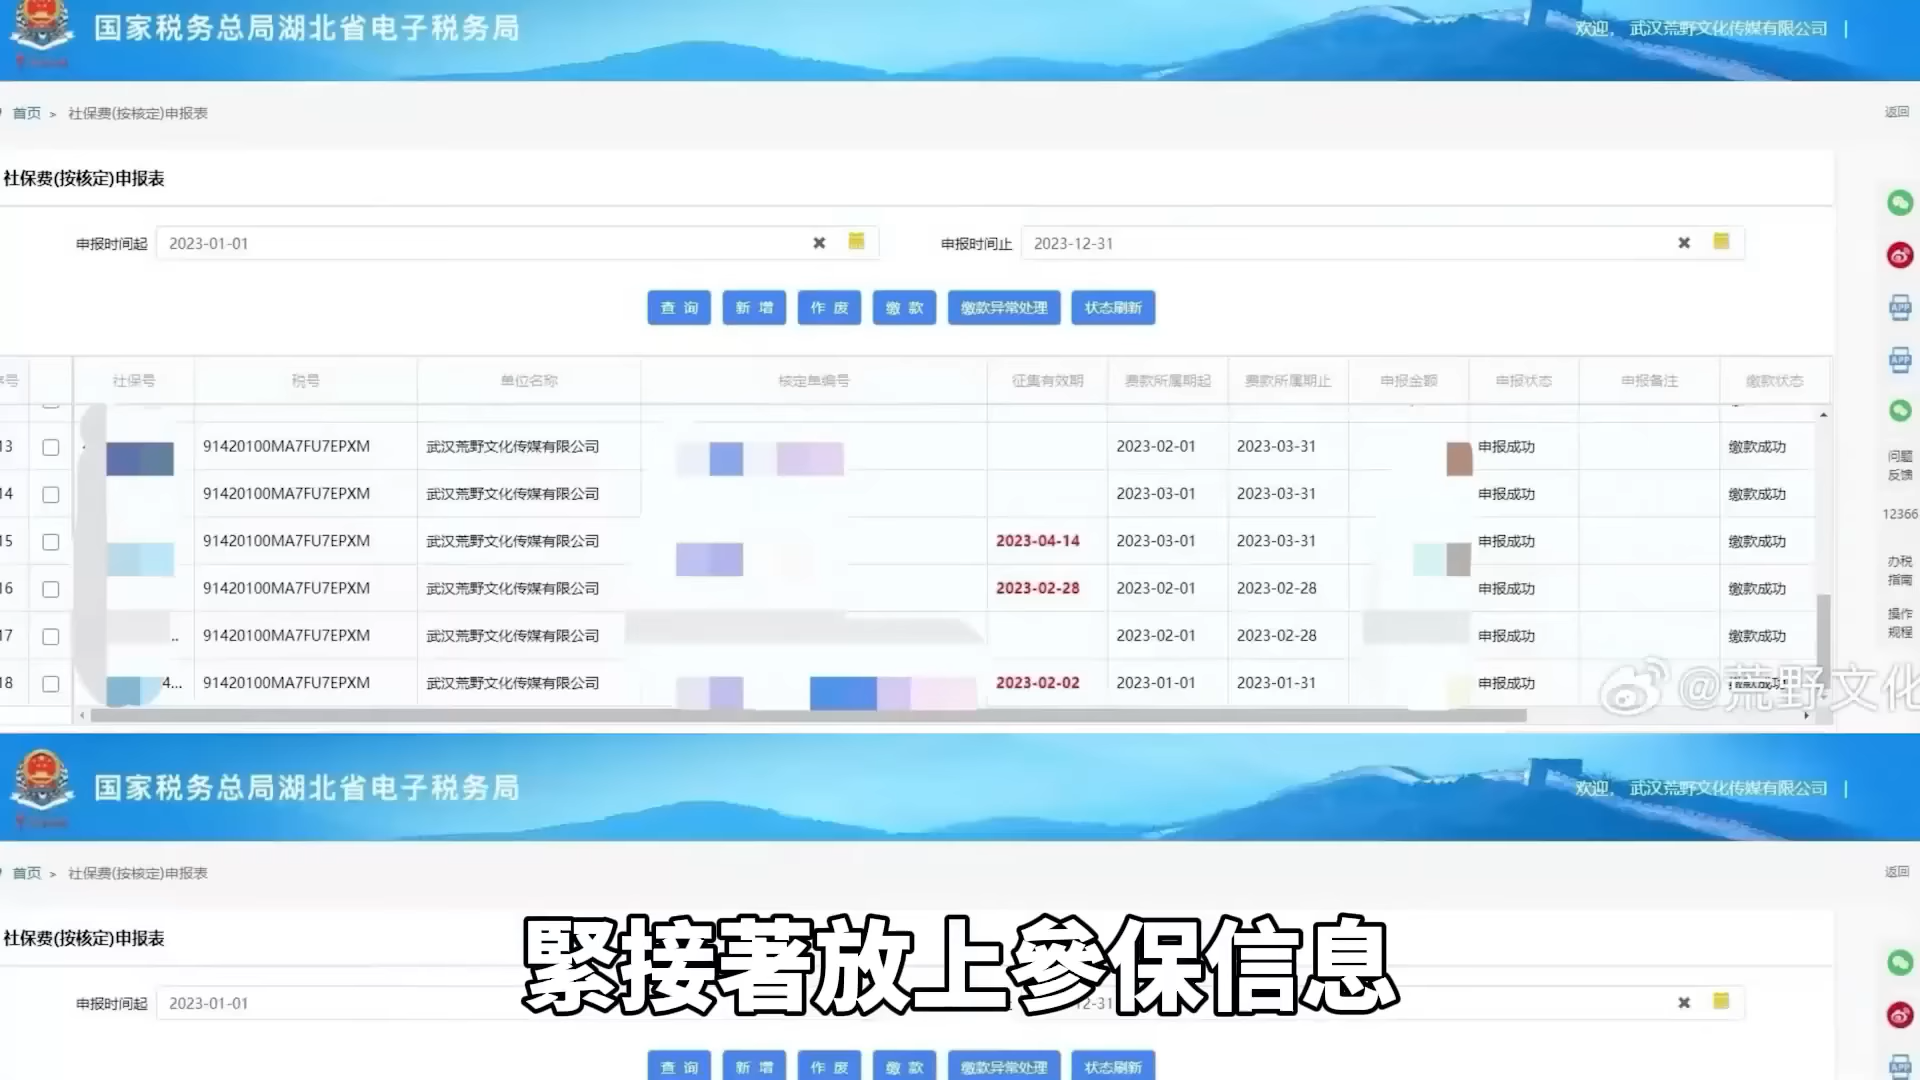 国家税务总局湖北省电子税务局
欢迎，武汉荒野文化传媒有限公司 |
首页 > 社保费(按核定)申报表
返回
社保费(按核定)申报表
申报时间起 2023-01-01 申报时间止 2023-12-31
查询 新增 作废 缴款 缴款异常处理 状态刷新
序号 社保号 税号 单位名称 核定单编号 征集有效期 费款所属期起 费款所属期止 申报金额 申报状态 申报备注 缴款状态
13 91420100MA7FU7EPXM 武汉荒野文化传媒有限公司 2023-02-01 2023-03-31 申报成功 缴款成功
14 91420100MA7FU7EPXM 武汉荒野文化传媒有限公司 2023-03-01 2023-03-31 申报成功 缴款成功
15 91420100MA7FU7EPXM 武汉荒野文化传媒有限公司 2023-04-14 2023-03-01 2023-03-31 申报成功 缴款成功
16 91420100MA7FU7EPXM 武汉荒野文化传媒有限公司 2023-02-28 2023-02-01 2023-02-28 申报成功 缴款成功
17 .. 91420100MA7FU7EPXM 武汉荒野文化传媒有限公司 2023-02-01 2023-02-28 申报成功 缴款成功
18 4... 91420100MA7FU7EPXM 武汉荒野文化传媒有限公司 2023-02-02 2023-01-01 2023-01-31 申报成功 缴款成功
APP
APP
问题
反馈
12366
办税
指南
操作
规程
@荒野文化
国家税务总局湖北省电子税务局
欢迎，武汉荒野文化传媒有限公司 |
首页 > 社保费(按核定)申报表
返回
社保费(按核定)申报表
緊接著放上參保信息
申报时间起 2023-01-01 12-31
查询 新增 作废 缴款 缴款异常处理 状态刷新
APP